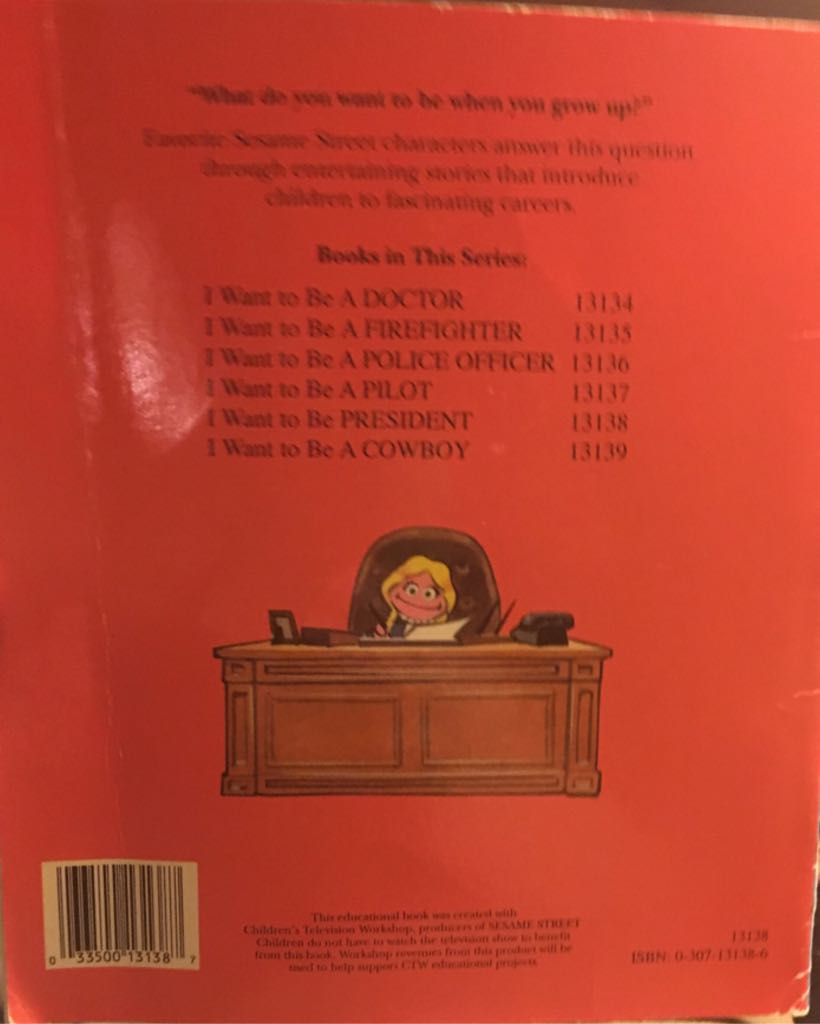 "What do you want to be when you grow up?"
Favorite Sesame Street characters answer this question
through entertaining stories that introduce
children to fascinating careers.
Books in This Series:
I Want to Be A DOCTOR 13134
I Want to Be A FIREFIGHTER 13135
I Want to Be A POLICE OFFICER 13136
I Want to Be A PILOT 13137
I Want to Be PRESIDENT 13138
I Want to Be A COWBOY 13139
This educational book was created with
Children's Television Workshop, producers of SESAME STREET
Children do not have to watch the television show to benefit
from this book. Workshop revenues from this product will be
used to help support CTW educational projects.
0 33500 13138 7
13138
ISBN: 0-307-13138-6